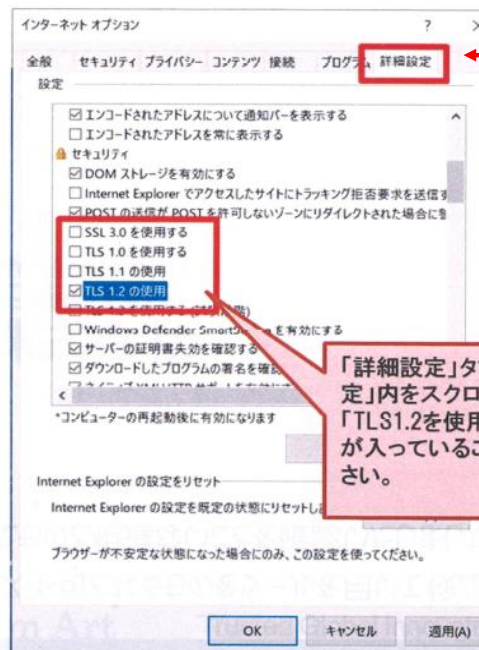 インターネット オプション
?
全般 セキュリティ プライバシー コンテンツ 接続 プログラム 詳細設定
設定
エンコードされたアドレスについて通知バーを表示する
エンコードされたアドレスを常に表示する
セキュリティ
DOM ストレージを有効にする
Internet Explorer でアクセスしたサイトにトラッキング拒否要求を送信す
POST の送信が POST を許可しないゾーンにリダイレクトされた場合に警
SSL 3.0 を使用する
TLS 1.0 を使用する
TLS 1.1 の使用
TLS 1.2 の使用
TLS 1.3 を使用する
Windows Defender を有効にする
サーバーの証明書失効を確認する
ダウンロードしたプログラムの署名を確認
*コンピューターの再起動後に有効になります
「詳細設定」タ
定」内をスクロ
「TLS1.2を使用
が入っているこ
さい。
Internet Explorer の設定をリセット
Internet Explorer の設定を既定の状態にリセットし
ブラウザーが不安定な状態になった場合にのみ、この設定を使ってください。
OK キャンセル 適用(A)